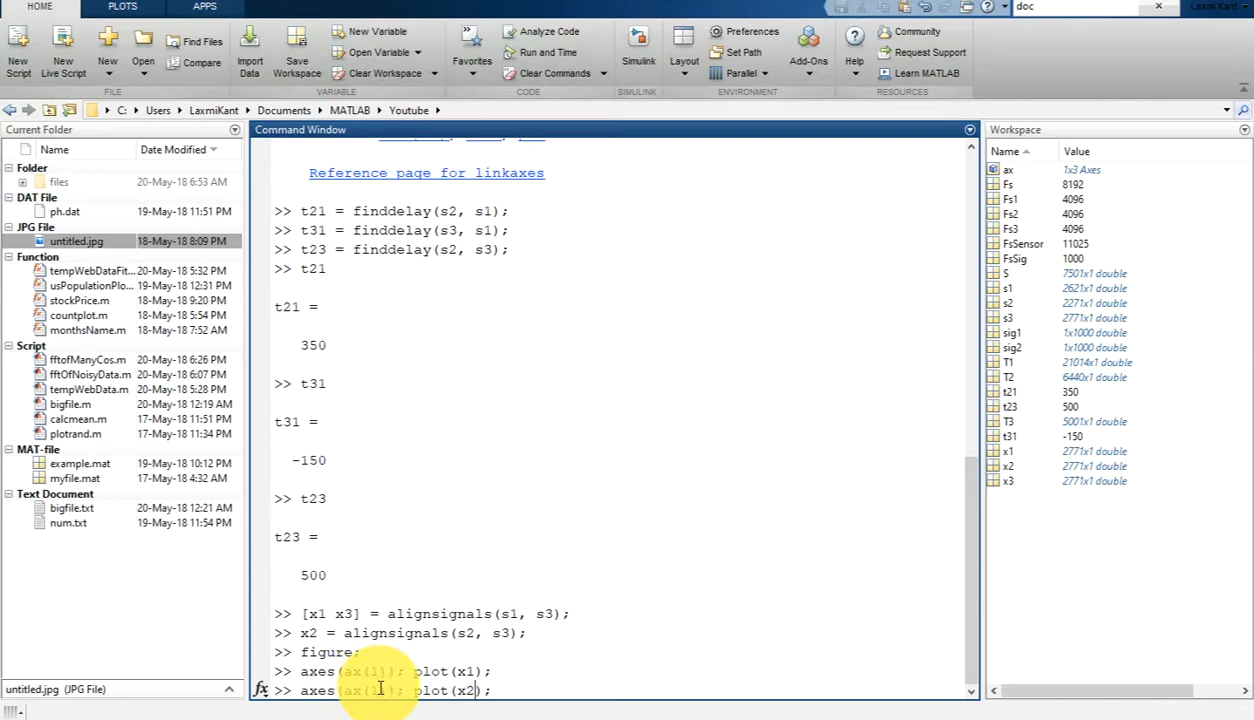 HOME PLOTS APPS doc Laxmi Kant
New Script
New Live Script
New
Open
Find Files
Compare
Import Data
Save Workspace
New Variable
Open Variable
Clear Workspace
Favorites
Analyze Code
Run and Time
Clear Commands
Simulink
Layout
Preferences
Set Path
Parallel
Add-Ons
Help
Community
Request Support
Learn MATLAB
FILE VARIABLE CODE SIMULINK ENVIRONMENT RESOURCES
C: Users LaxmiKant Documents MATLAB Youtube
Current Folder
Name Date Modified
Folder
files 20-May-18 6:53 AM
DAT File
ph.dat 19-May-18 11:51 PM
JPG File
untitled.jpg 18-May-18 8:09 PM
Function
tempWebDataFit... 20-May-18 5:32 PM
usPopulationPlo... 19-May-18 12:31 PM
stockPrice.m 18-May-18 9:20 PM
countplot.m 18-May-18 5:54 PM
monthsName.m 18-May-18 7:52 AM
Script
fftofManyCos.m 20-May-18 6:26 PM
fftOfNoisyData.m 20-May-18 6:07 PM
tempWebData.m 20-May-18 5:28 PM
bigfile.m 20-May-18 12:19 AM
calcmean.m 17-May-18 11:51 PM
plotrand.m 17-May-18 11:34 PM
MAT-file
example.mat 19-May-18 10:12 PM
myfile.mat 17-May-18 4:32 AM
Text Document
bigfile.txt 20-May-18 12:21 AM
num.txt 19-May-18 11:54 PM
untitled.jpg (JPG File)
Command Window
Reference page for linkaxes
>> t21 = finddelay(s2, s1);
>> t31 = finddelay(s3, s1);
>> t23 = finddelay(s2, s3);
>> t21
t21 =
350
>> t31
t31 =
-150
>> t23
t23 =
500
>> [x1 x3] = alignsignals(s1, s3);
>> x2 = alignsignals(s2, s3);
>> figure;
>> axes(ax(1)); plot(x1);
fx >> axes(ax(1)); plot(x2);
Workspace
Name Value
ax 1x3 Axes
Fs 8192
Fs1 4096
Fs2 4096
Fs3 4096
FsSensor 11025
FsSig 1000
S 7501x1 double
s1 2621x1 double
s2 2271x1 double
s3 2771x1 double
sig1 1x1000 double
sig2 1x1000 double
T1 21014x1 double
T2 6440x1 double
t21 350
t23 500
T3 5001x1 double
t31 -150
x1 2771x1 double
x2 2771x1 double
x3 2771x1 double